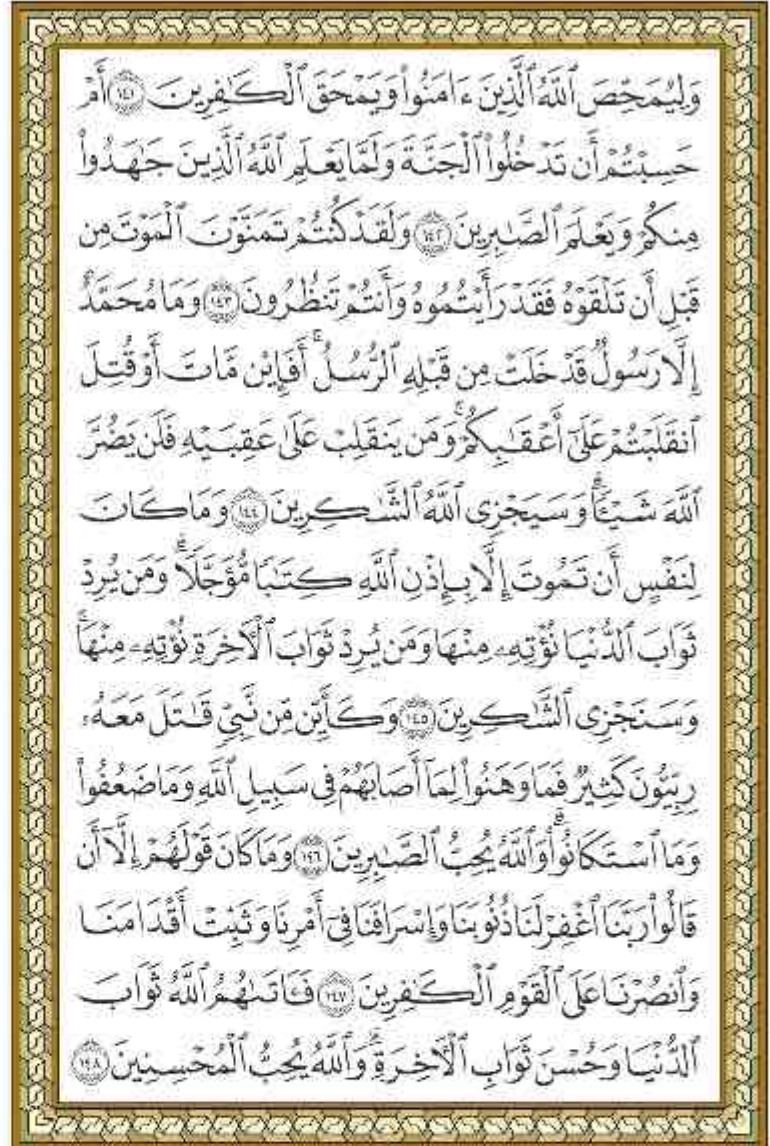 وَلِيُمَحِّصَ ٱللَّهُ ٱلَّذِينَ ءَامَنُوا۟ وَيَمْحَقَ ٱلْكَـٰفِرِينَ ١٤١ أَمْ
حَسِبْتُمْ أَن تَدْخُلُوا۟ ٱلْجَنَّةَ وَلَمَّا يَعْلَمِ ٱللَّهُ ٱلَّذِينَ جَـٰهَدُوا۟
مِنكُمْ وَيَعْلَمَ ٱلصَّـٰبِرِينَ ١٤٢ وَلَقَدْ كُنتُمْ تَمَنَّوْنَ ٱلْمَوْتَ مِن
قَبْلِ أَن تَلْقَوْهُ فَقَدْ رَأَيْتُمُوهُ وَأَنتُمْ تَنظُرُونَ ١٤٣ وَمَا مُحَمَّدٌ
إِلَّا رَسُولٌ قَدْ خَلَتْ مِن قَبْلِهِ ٱلرُّسُلُ ۚ أَفَإِي۟ن مَّاتَ أَوْ قُتِلَ
ٱنقَلَبْتُمْ عَلَىٰٓ أَعْقَـٰبِكُمْ ۚ وَمَن يَنقَلِبْ عَلَىٰ عَقِبَيْهِ فَلَن يَضُرَّ
ٱللَّهَ شَيْـًٔا ۗ وَسَيَجْزِى ٱللَّهُ ٱلشَّـٰكِرِينَ ١٤٤ وَمَا كَانَ
لِنَفْسٍ أَن تَمُوتَ إِلَّا بِإِذْنِ ٱللَّهِ كِتَـٰبًا مُّؤَجَّلًا ۗ وَمَن يُرِدْ
ثَوَابَ ٱلدُّنْيَا نُؤْتِهِۦ مِنْهَا وَمَن يُرِدْ ثَوَابَ ٱلْـَٔاخِرَةِ نُؤْتِهِۦ مِنْهَا ۚ
وَسَنَجْزِى ٱلشَّـٰكِرِينَ ١٤٥ وَكَأَيِّن مِّن نَّبِىٍّ قَـٰتَلَ مَعَهُۥ
رِبِّيُّونَ كَثِيرٌ فَمَا وَهَنُوا۟ لِمَآ أَصَابَهُمْ فِى سَبِيلِ ٱللَّهِ وَمَا ضَعُفُوا۟
وَمَا ٱسْتَكَانُوا۟ ۗ وَٱللَّهُ يُحِبُّ ٱلصَّـٰبِرِينَ ١٤٦ وَمَا كَانَ قَوْلَهُمْ إِلَّآ أَن
قَالُوا۟ رَبَّنَا ٱغْفِرْ لَنَا ذُنُوبَنَا وَإِسْرَافَنَا فِىٓ أَمْرِنَا وَثَبِّتْ أَقْدَامَنَا
وَٱنصُرْنَا عَلَى ٱلْقَوْمِ ٱلْكَـٰفِرِينَ ١٤٧ فَـَٔاتَىٰهُمُ ٱللَّهُ ثَوَابَ
ٱلدُّنْيَا وَحُسْنَ ثَوَابِ ٱلْـَٔاخِرَةِ ۗ وَٱللَّهُ يُحِبُّ ٱلْمُحْسِنِينَ ١٤٨